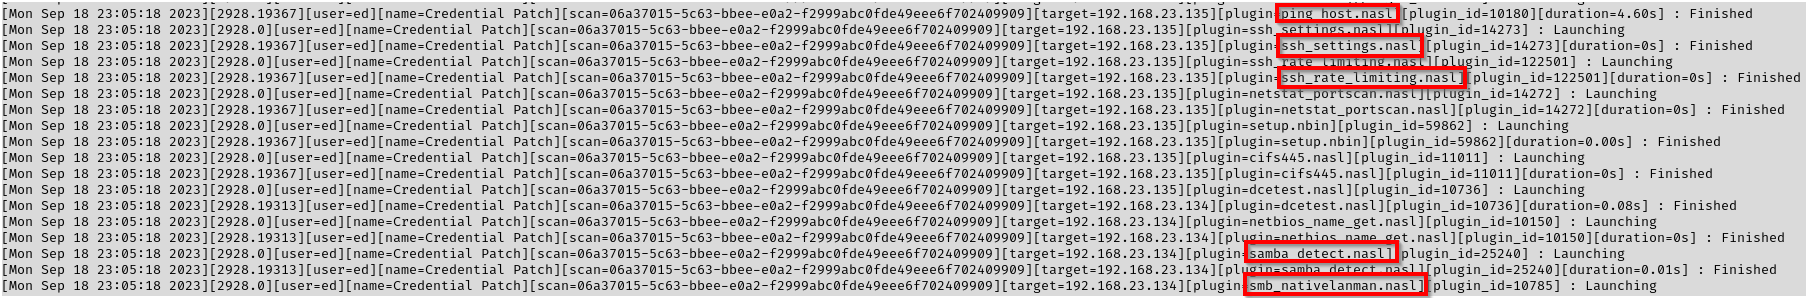 [Mon Sep 18 23:05:18 2023][2928.19367][user=ed][name=Credential Patch][scan=06a37015-5c63-bbee-e0a2-f2999abc0fde49eee6f702409909][target=192.168.23.135][plugin=ping_host.nasl][plugin_id=10180][duration=4.60s] : Finished
[Mon Sep 18 23:05:18 2023][2928.0][user=ed][name=Credential Patch][scan=06a37015-5c63-bbee-e0a2-f2999abc0fde49eee6f702409909][target=192.168.23.135][plugin=ssh_settings.nasl][plugin_id=14273] : Launching
[Mon Sep 18 23:05:18 2023][2928.19367][user=ed][name=Credential Patch][scan=06a37015-5c63-bbee-e0a2-f2999abc0fde49eee6f702409909][target=192.168.23.135][plugin=ssh_settings.nasl][plugin_id=14273][duration=0s] : Finished
[Mon Sep 18 23:05:18 2023][2928.0][user=ed][name=Credential Patch][scan=06a37015-5c63-bbee-e0a2-f2999abc0fde49eee6f702409909][target=192.168.23.135][plugin=ssh_rate_limiting.nasl][plugin_id=122501] : Launching
[Mon Sep 18 23:05:18 2023][2928.19367][user=ed][name=Credential Patch][scan=06a37015-5c63-bbee-e0a2-f2999abc0fde49eee6f702409909][target=192.168.23.135][plugin=ssh_rate_limiting.nasl][plugin_id=122501][duration=0s] : Finished
[Mon Sep 18 23:05:18 2023][2928.0][user=ed][name=Credential Patch][scan=06a37015-5c63-bbee-e0a2-f2999abc0fde49eee6f702409909][target=192.168.23.135][plugin=netstat_portscan.nasl][plugin_id=14272] : Launching
[Mon Sep 18 23:05:18 2023][2928.19367][user=ed][name=Credential Patch][scan=06a37015-5c63-bbee-e0a2-f2999abc0fde49eee6f702409909][target=192.168.23.135][plugin=netstat_portscan.nasl][plugin_id=14272][duration=0s] : Finished
[Mon Sep 18 23:05:18 2023][2928.0][user=ed][name=Credential Patch][scan=06a37015-5c63-bbee-e0a2-f2999abc0fde49eee6f702409909][target=192.168.23.135][plugin=setup.nbin][plugin_id=59862] : Launching
[Mon Sep 18 23:05:18 2023][2928.19367][user=ed][name=Credential Patch][scan=06a37015-5c63-bbee-e0a2-f2999abc0fde49eee6f702409909][target=192.168.23.135][plugin=setup.nbin][plugin_id=59862][duration=0.00s] : Finished
[Mon Sep 18 23:05:18 2023][2928.0][user=ed][name=Credential Patch][scan=06a37015-5c63-bbee-e0a2-f2999abc0fde49eee6f702409909][target=192.168.23.135][plugin=cifs445.nasl][plugin_id=11011] : Launching
[Mon Sep 18 23:05:18 2023][2928.19367][user=ed][name=Credential Patch][scan=06a37015-5c63-bbee-e0a2-f2999abc0fde49eee6f702409909][target=192.168.23.135][plugin=cifs445.nasl][plugin_id=11011][duration=0s] : Finished
[Mon Sep 18 23:05:18 2023][2928.0][user=ed][name=Credential Patch][scan=06a37015-5c63-bbee-e0a2-f2999abc0fde49eee6f702409909][target=192.168.23.135][plugin=dcetest.nasl][plugin_id=10736] : Launching
[Mon Sep 18 23:05:18 2023][2928.19313][user=ed][name=Credential Patch][scan=06a37015-5c63-bbee-e0a2-f2999abc0fde49eee6f702409909][target=192.168.23.134][plugin=dcetest.nasl][plugin_id=10736][duration=0.08s] : Finished
[Mon Sep 18 23:05:18 2023][2928.0][user=ed][name=Credential Patch][scan=06a37015-5c63-bbee-e0a2-f2999abc0fde49eee6f702409909][target=192.168.23.134][plugin=netbios_name_get.nasl][plugin_id=10150] : Launching
[Mon Sep 18 23:05:18 2023][2928.19313][user=ed][name=Credential Patch][scan=06a37015-5c63-bbee-e0a2-f2999abc0fde49eee6f702409909][target=192.168.23.134][plugin=netbios_name_get.nasl][plugin_id=10150][duration=0s] : Finished
[Mon Sep 18 23:05:18 2023][2928.0][user=ed][name=Credential Patch][scan=06a37015-5c63-bbee-e0a2-f2999abc0fde49eee6f702409909][target=192.168.23.134][plugin=samba_detect.nasl][plugin_id=25240] : Launching
[Mon Sep 18 23:05:18 2023][2928.19313][user=ed][name=Credential Patch][scan=06a37015-5c63-bbee-e0a2-f2999abc0fde49eee6f702409909][target=192.168.23.134][plugin=samba_detect.nasl][plugin_id=25240][duration=0.01s] : Finished
[Mon Sep 18 23:05:18 2023][2928.0][user=ed][name=Credential Patch][scan=06a37015-5c63-bbee-e0a2-f2999abc0fde49eee6f702409909][target=192.168.23.134][plugin=smb_nativelanman.nasl][plugin_id=10785] : Launching